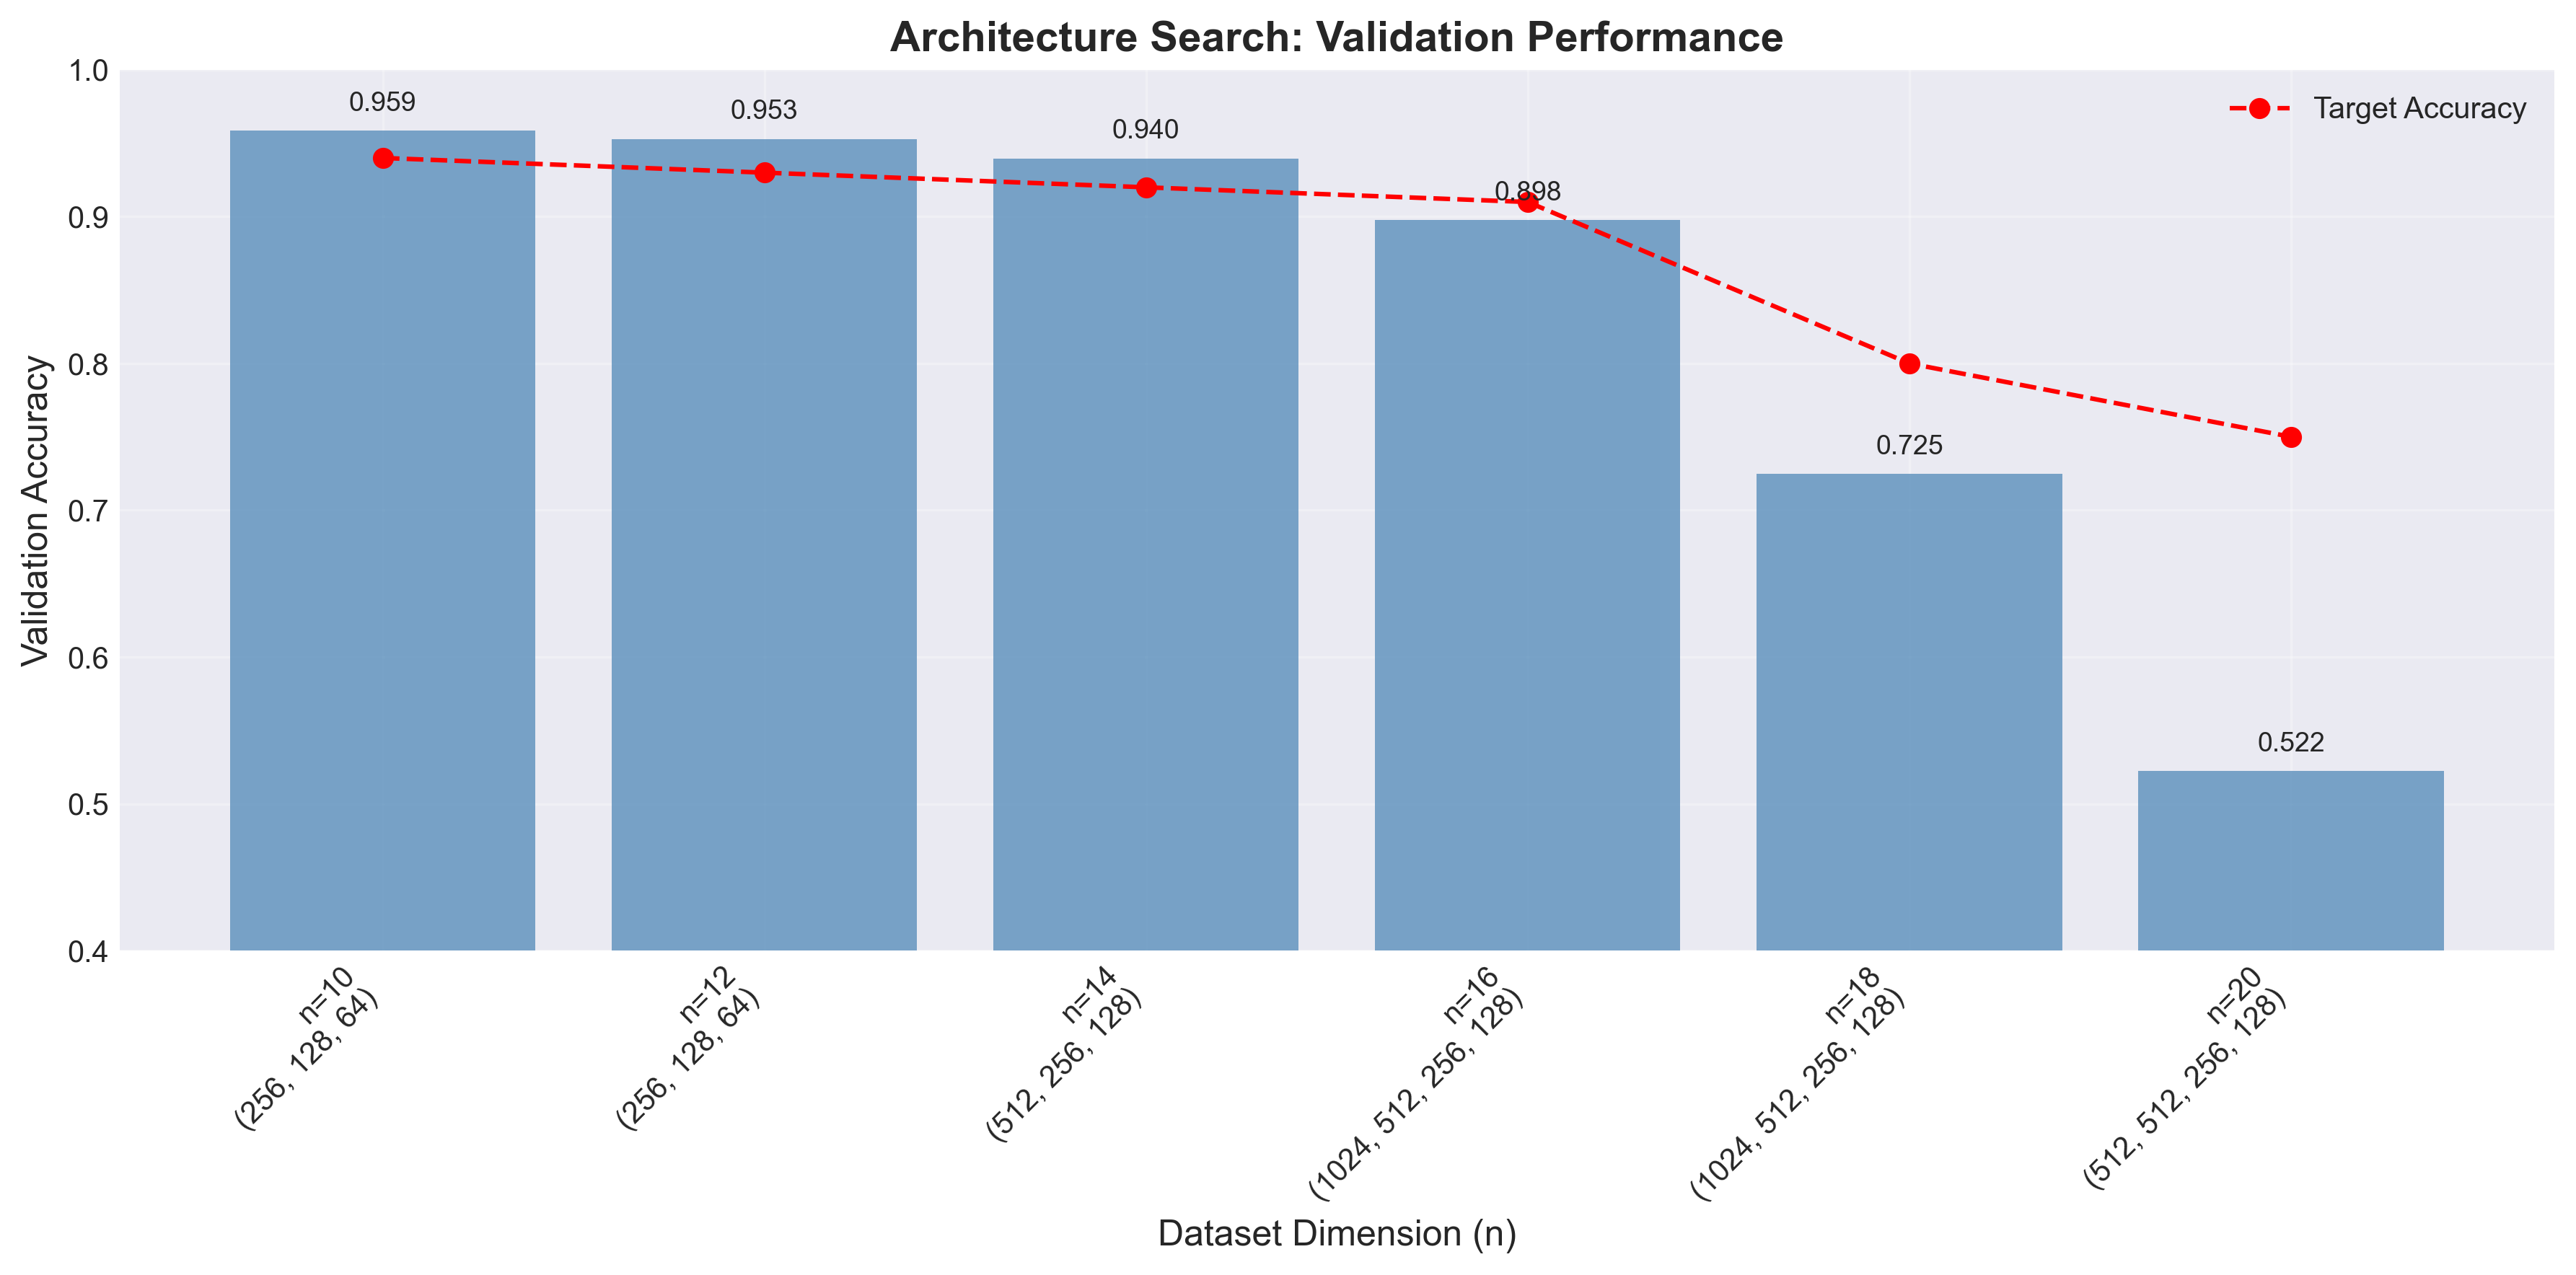 Architecture Search: Validation Performance
1.0
0.9
0.8
0.7
0.6
0.5
0.4
Validation Accuracy
Target Accuracy
0.959
0.953
0.940
0.898
0.725
0.522
n=10
(256, 128, 64)
n=12
(256, 128, 64)
n=14
(512, 256, 128)
n=16
(1024, 512, 256, 128)
n=18
(1024, 512, 256, 128)
n=20
(512, 512, 256, 128)
Dataset Dimension (n)